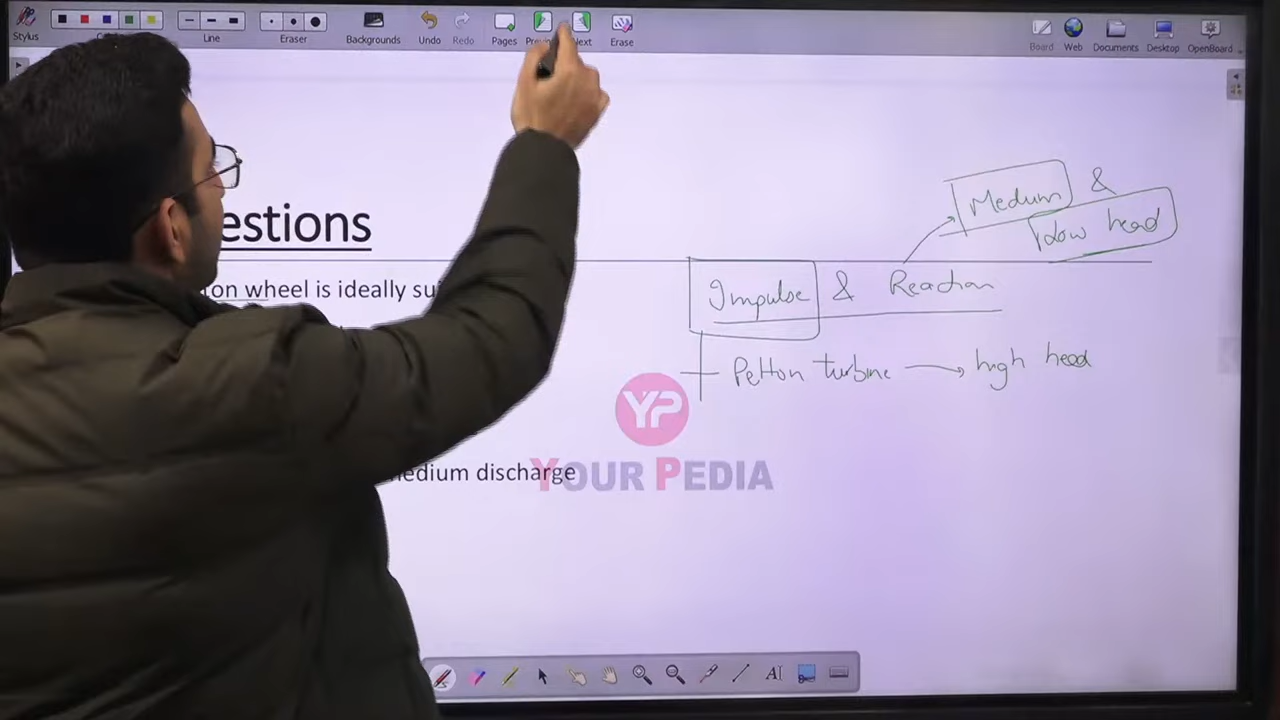 Stylus
Line
Eraser
Backgrounds
Undo
Redo
Pages
Erase
Board
Web
Documents
Desktop
OpenBoard
Medium &
Low head
estions
Impulse & Reaction
on wheel is ideally su
Pelton turbine → high head
YP
YOUR PEDIA
edium discharge